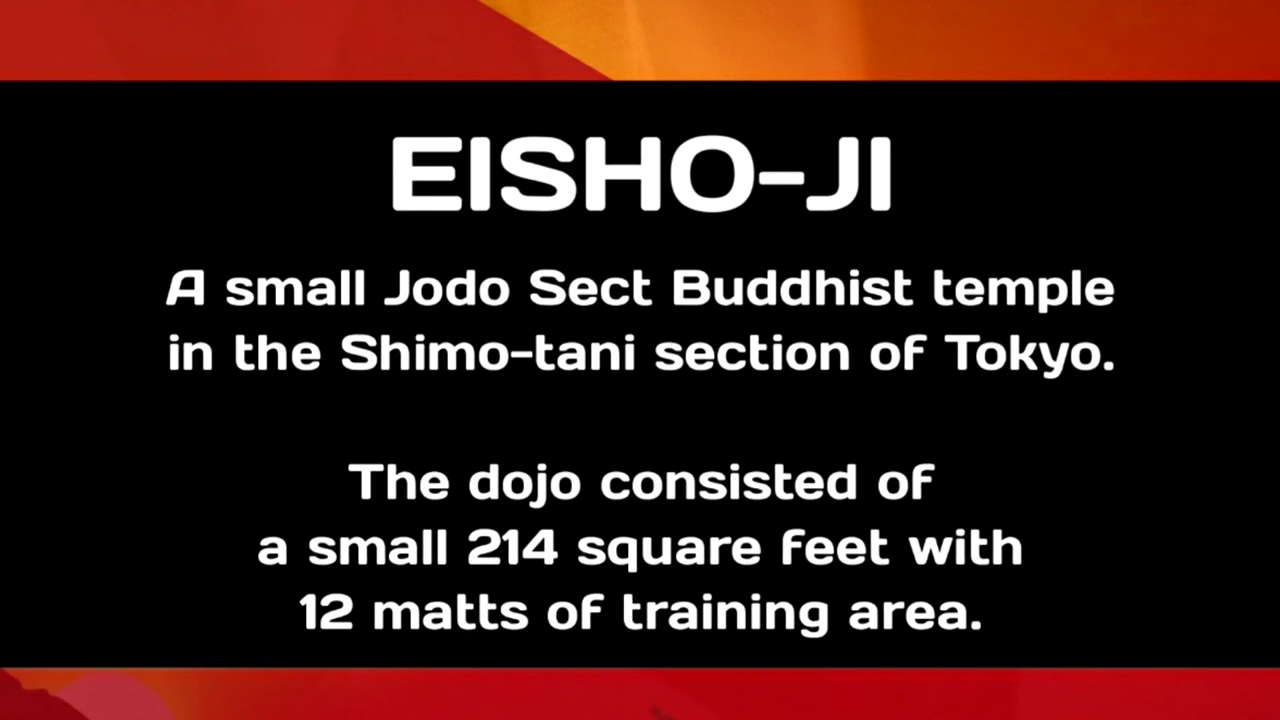 EISHO-JI
A small Jodo Sect Buddhist temple
in the Shimo-tani section of Tokyo.
The dojo consisted of
a small 214 square feet with
12 matts of training area.